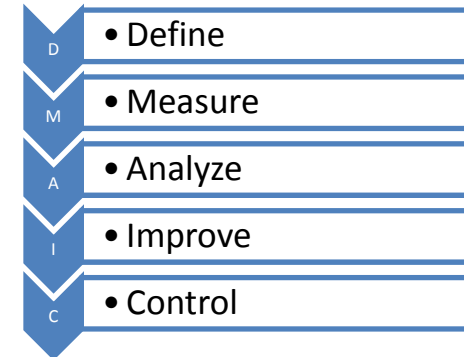 D • Define
M • Measure
A • Analyze
I • Improve
C • Control